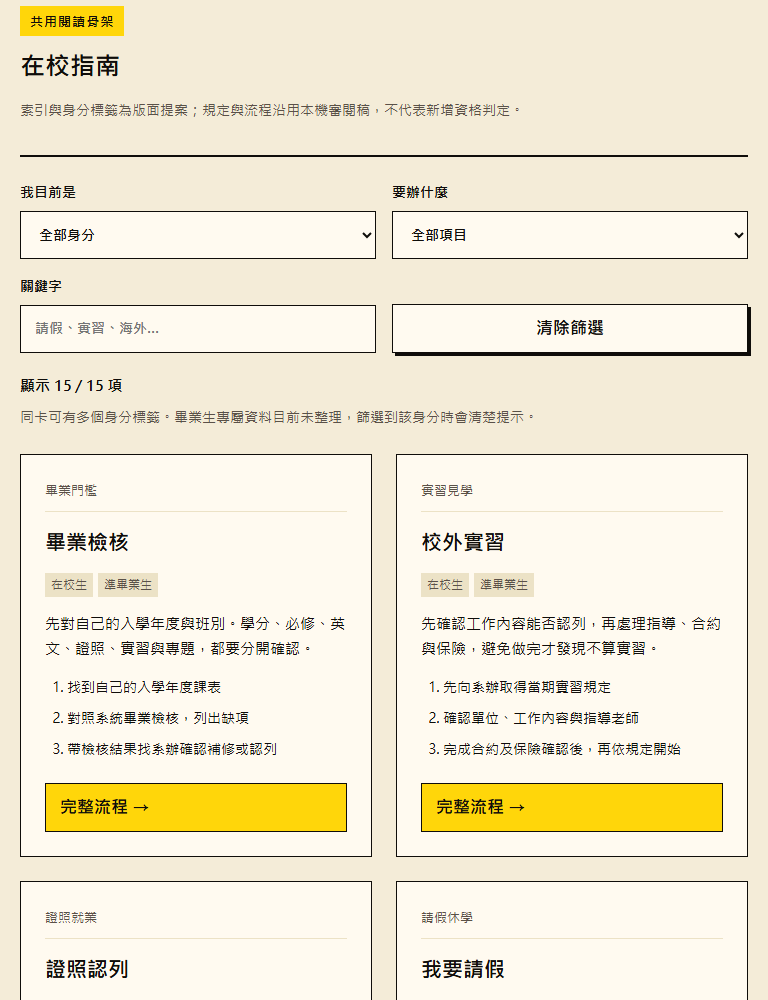 共用閱讀骨架
在校指南
索引與身分標籤為版面提案；規定與流程沿用本機審閱稿，不代表新增資格判定。
我目前是
要辦什麼
全部身分
全部項目
關鍵字
請假、實習、海外...
清除篩選
顯示 15 / 15 項
同卡可有多個身分標籤。畢業生專屬資料目前未整理，篩選到該身分時會清楚提示。
畢業門檻
畢業檢核
在校生
準畢業生
先對自己的入學年度與班別。學分、必修、英
文、證照、實習與專題，都要分開確認。
1. 找到自己的入學年度課表
2. 對照系統畢業檢核，列出缺項
3. 帶檢核結果找系辦確認補修或認列
完整流程 →
實習見學
校外實習
在校生
準畢業生
先確認工作內容能否認列，再處理指導、合約
與保險，避免做完才發現不算實習。
1. 先向系辦取得當期實習規定
2. 確認單位、工作內容與指導老師
3. 完成合約及保險確認後，再依規定開始
完整流程 →
證照就業
證照認列
請假休學
我要請假